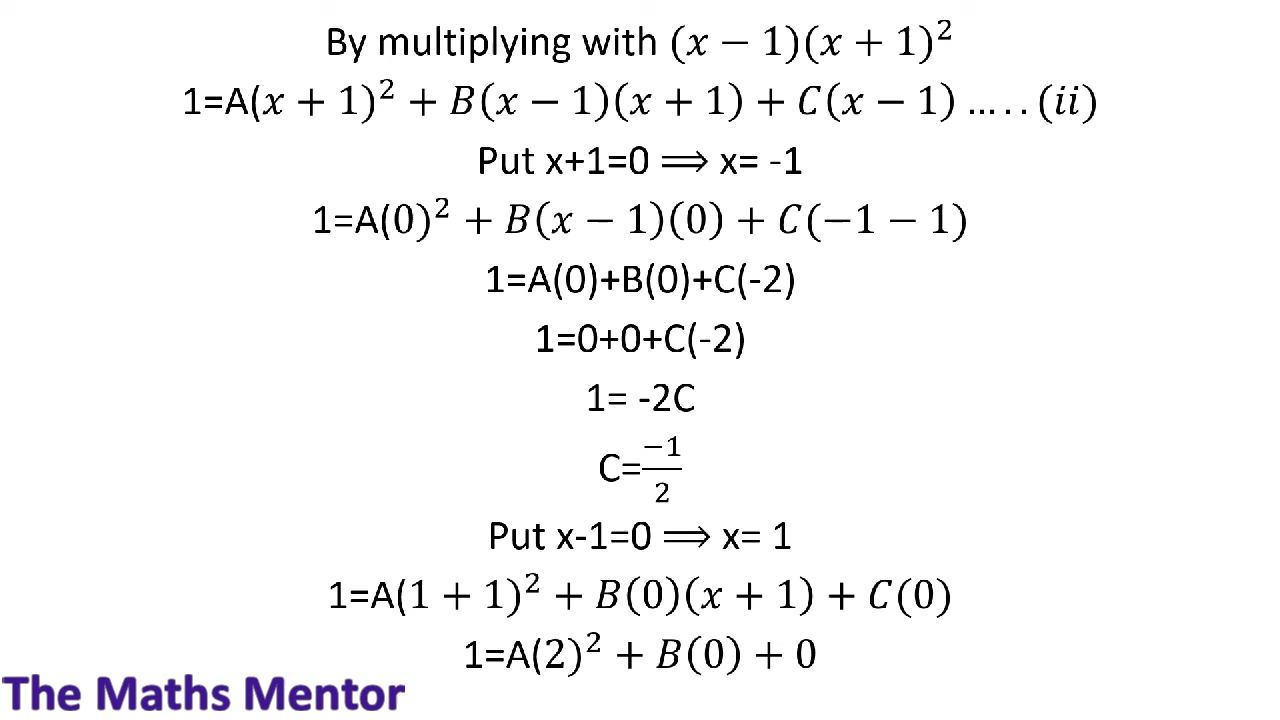 By multiplying with (𝑥 − 1)(𝑥 + 1)²
1=A(𝑥 + 1)² + 𝐵(𝑥 − 1)(𝑥 + 1) + 𝐶(𝑥 − 1) … . . (𝑖𝑖)
Put x+1=0 ⟹ x= -1
1=A(0)² + 𝐵(𝑥 − 1)(0) + 𝐶(−1 − 1)
1=A(0)+B(0)+C(-2)
1=0+0+C(-2)
1= -2C
C=−1/2
Put x-1=0 ⟹ x= 1
1=A(1 + 1)² + 𝐵(0)(𝑥 + 1) + 𝐶(0)
1=A(2)² + 𝐵(0) + 0
The Maths Mentor